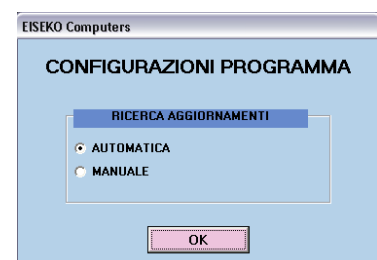 EISEKO Computers
CONFIGURAZIONI PROGRAMMA
RICERCA AGGIORNAMENTI
AUTOMATICA
MANUALE
OK